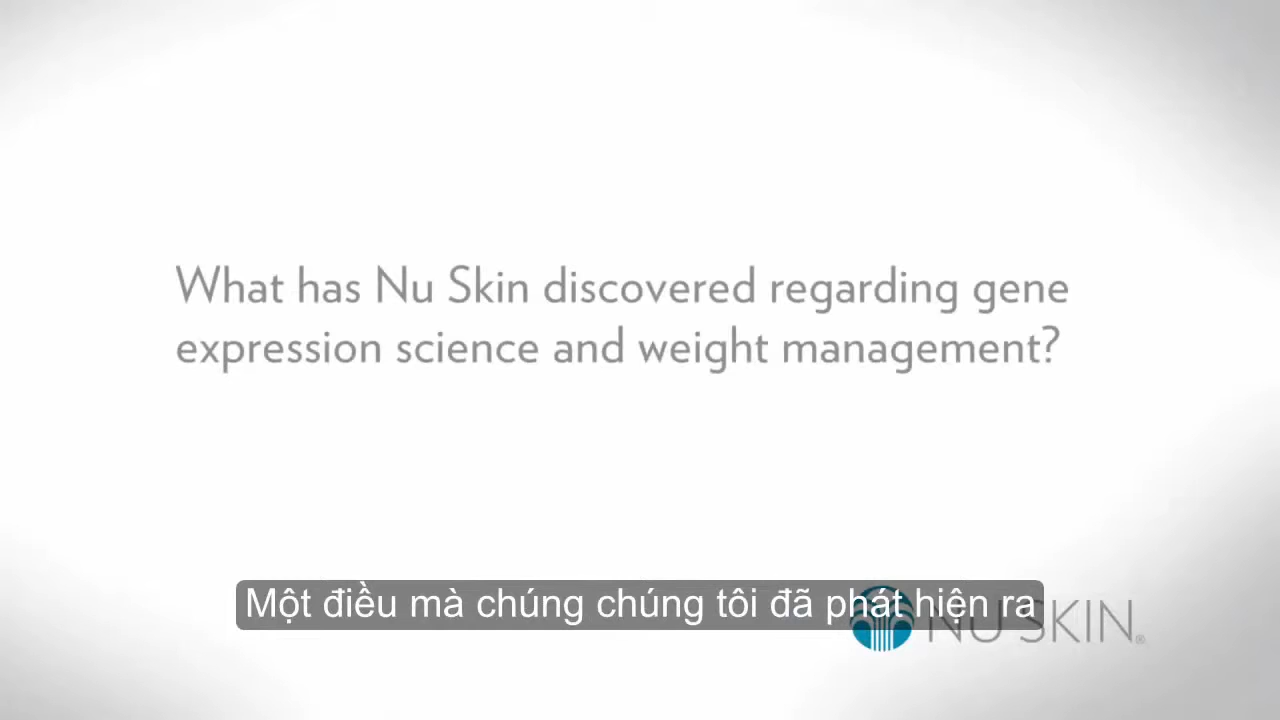 What has Nu Skin discovered regarding gene
expression science and weight management?
Một điều mà chúng chúng tôi đã phát hiện ra
NU SKIN®